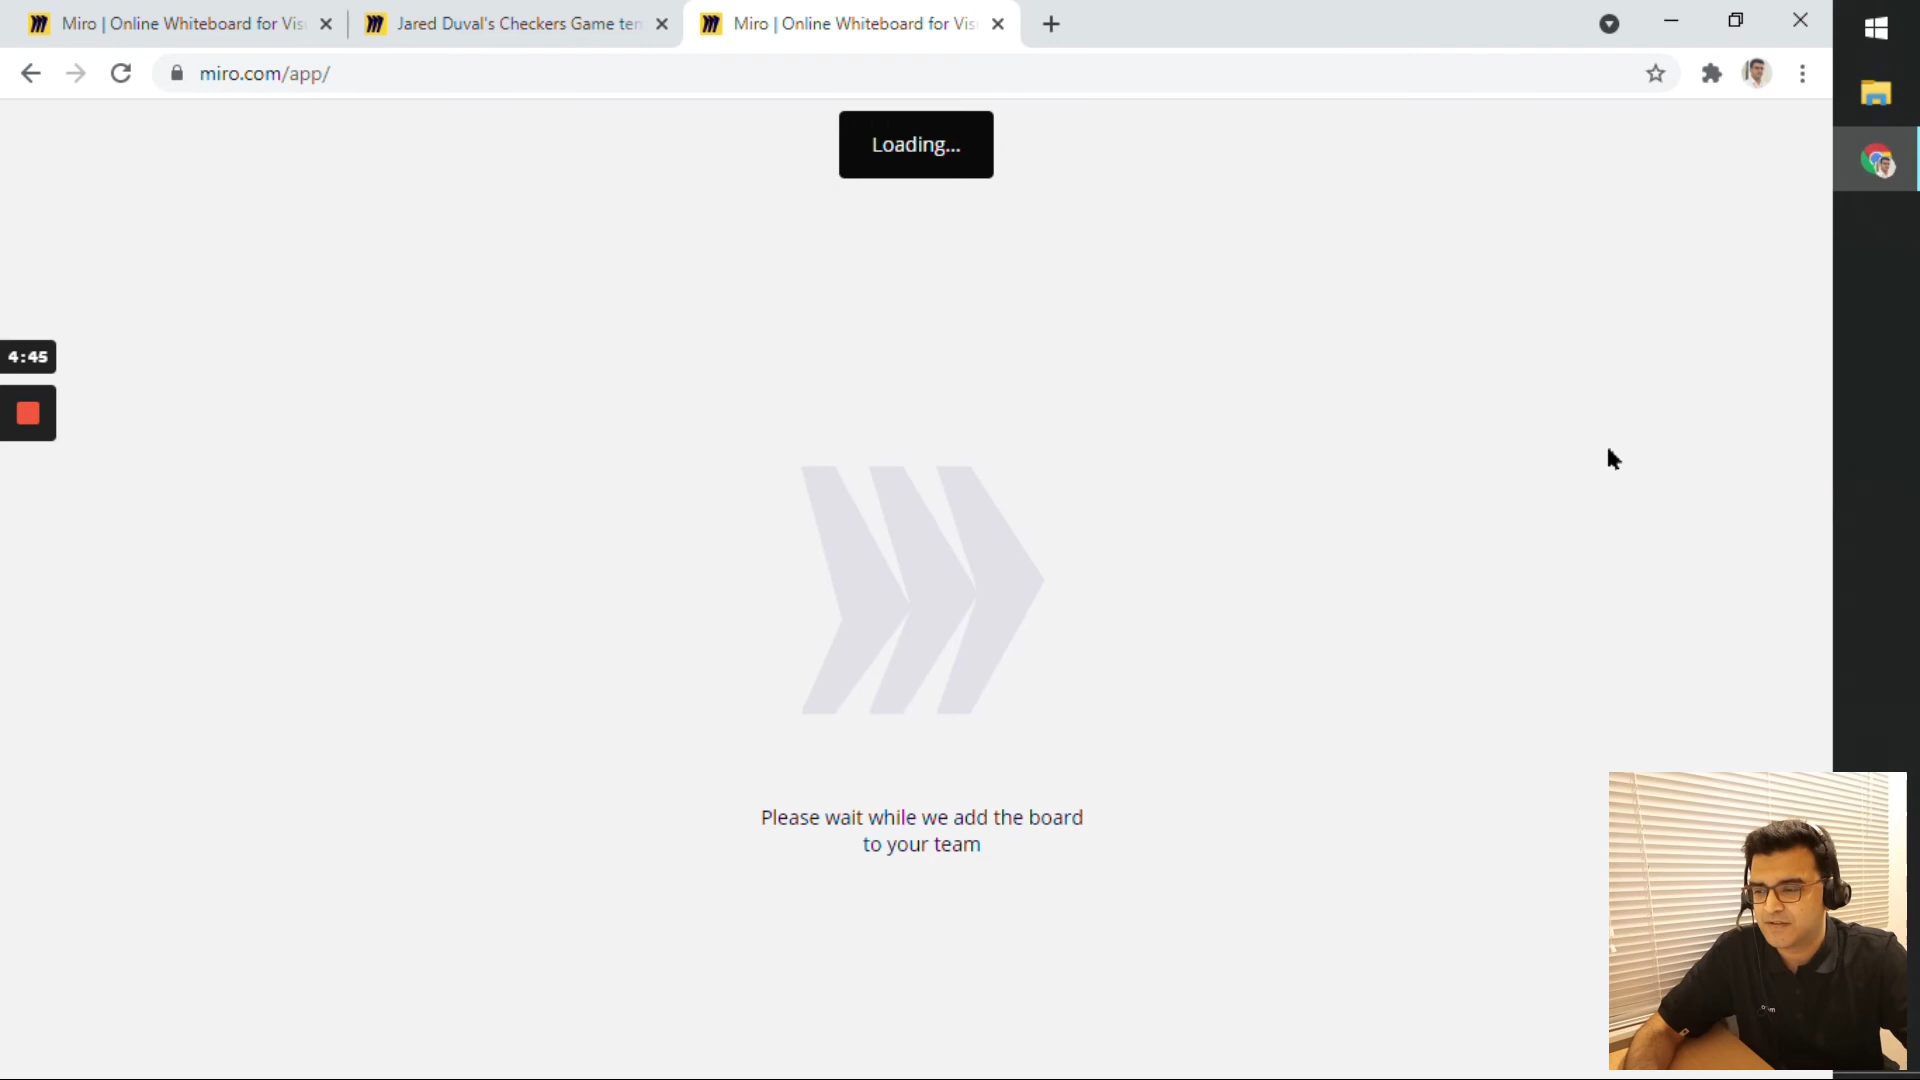 Miro | Online Whiteboard for Vis
Jared Duval's Checkers Game tem
Miro | Online Whiteboard for Vis
miro.com/app/
Loading...
4:45
Please wait while we add the board
to your team